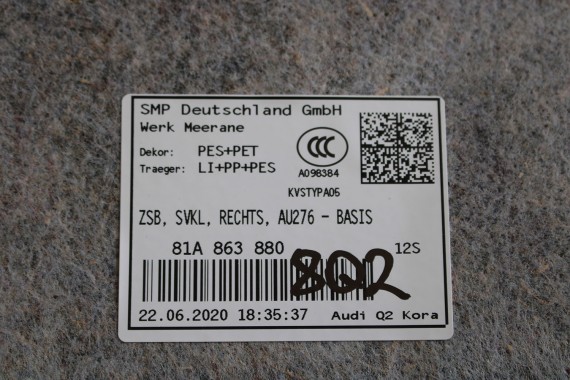 SMP Deutschland GmbH
Werk Meerane
Dekor: PES+PET
Traeger: LI+PP+PES
CCC
A098384
KVSTYPA05
ZSB, SVKL, RECHTS, AU276 - BASIS
81A 863 880 12S
22.06.2020 18:35:37 Audi Q2 Kora